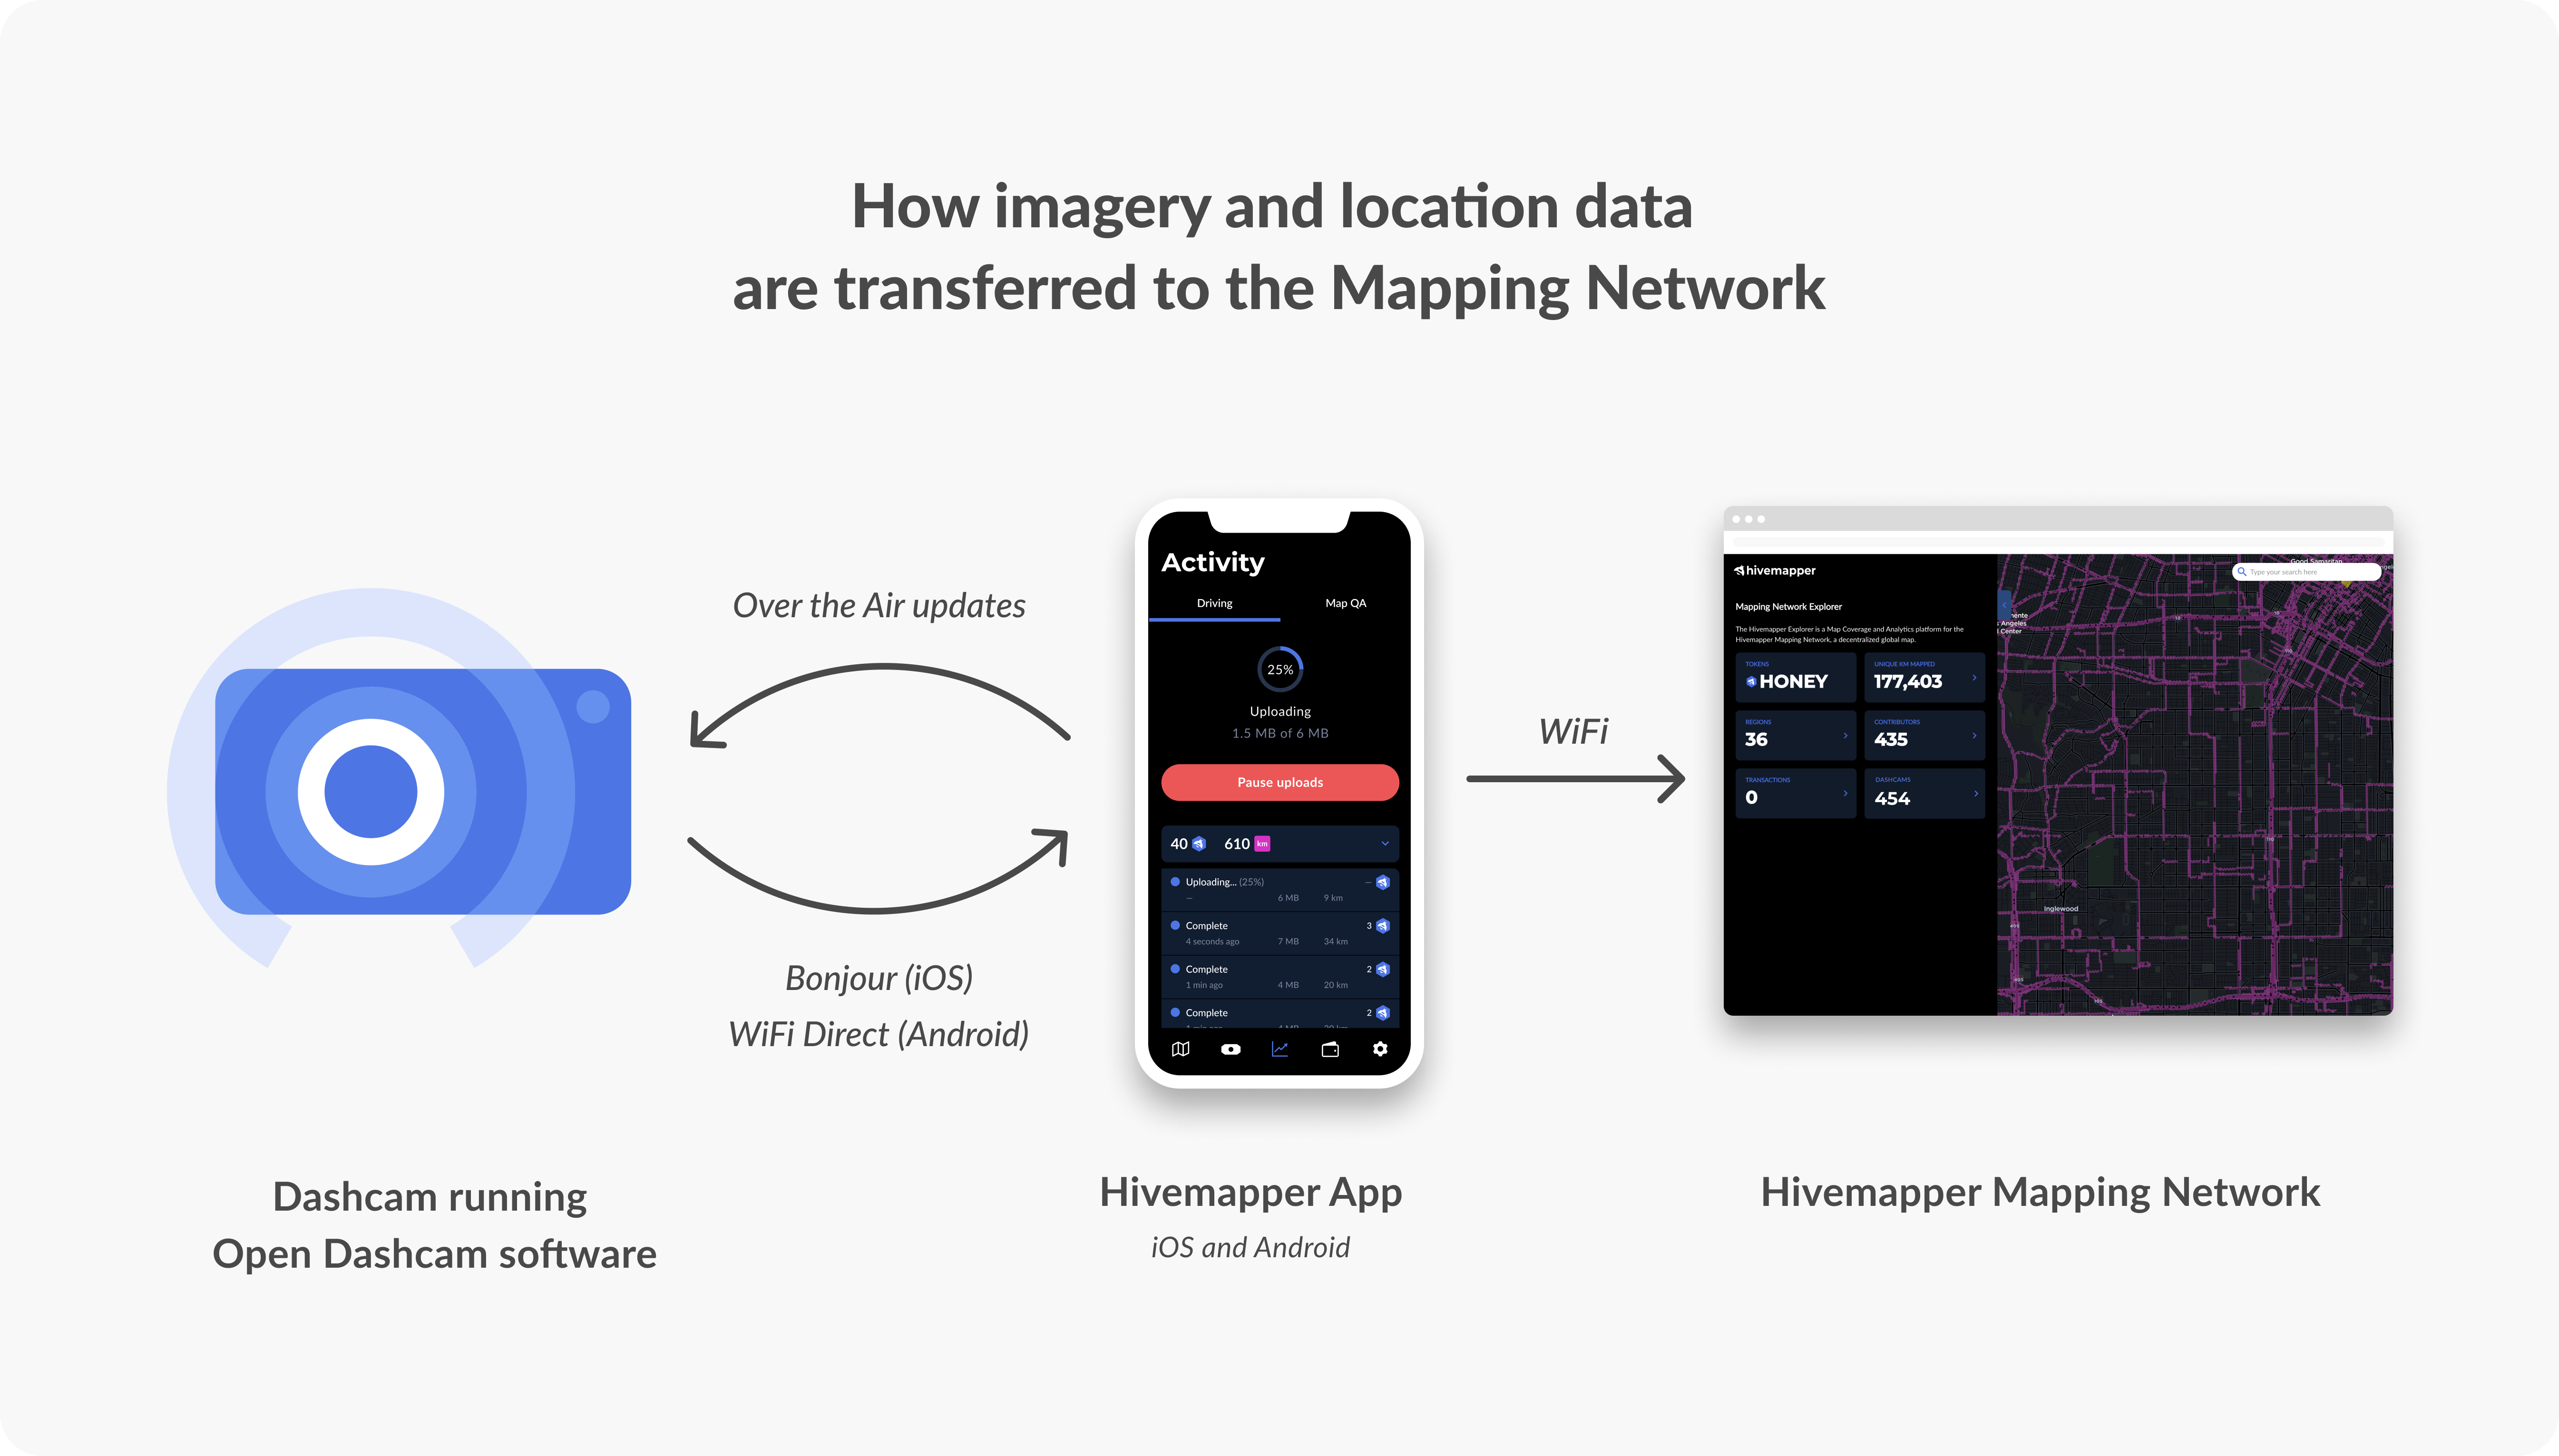 How imagery and location data
are transferred to the Mapping Network
Over the Air updates
Bonjour (iOS)
WiFi Direct (Android)
Dashcam running
Open Dashcam software
Activity
Driving Map QA
25%
Uploading
1.5 MB of 6 MB
Pause uploads
40 610 km
Uploading... (25%) –
– 6 MB 9 km
Complete 3
4 seconds ago 7 MB 34 km
Complete 2
1 min ago 4 MB 20 km
Complete 2
Hivemapper App
iOS and Android
WiFi
hivemapper
Mapping Network Explorer
The Hivemapper Explorer is a Map Coverage and Analytics platform for the
Hivemapper Mapping Network, a decentralized global map.
TOKENS
HONEY
UNIQUE KM MAPPED
177,403
REGIONS
36
CONTRIBUTORS
435
TRANSACTIONS
0
DASHCAMS
454
Good Samaritan
Type your search here
Angeles
Center
Inglewood
Hivemapper Mapping Network